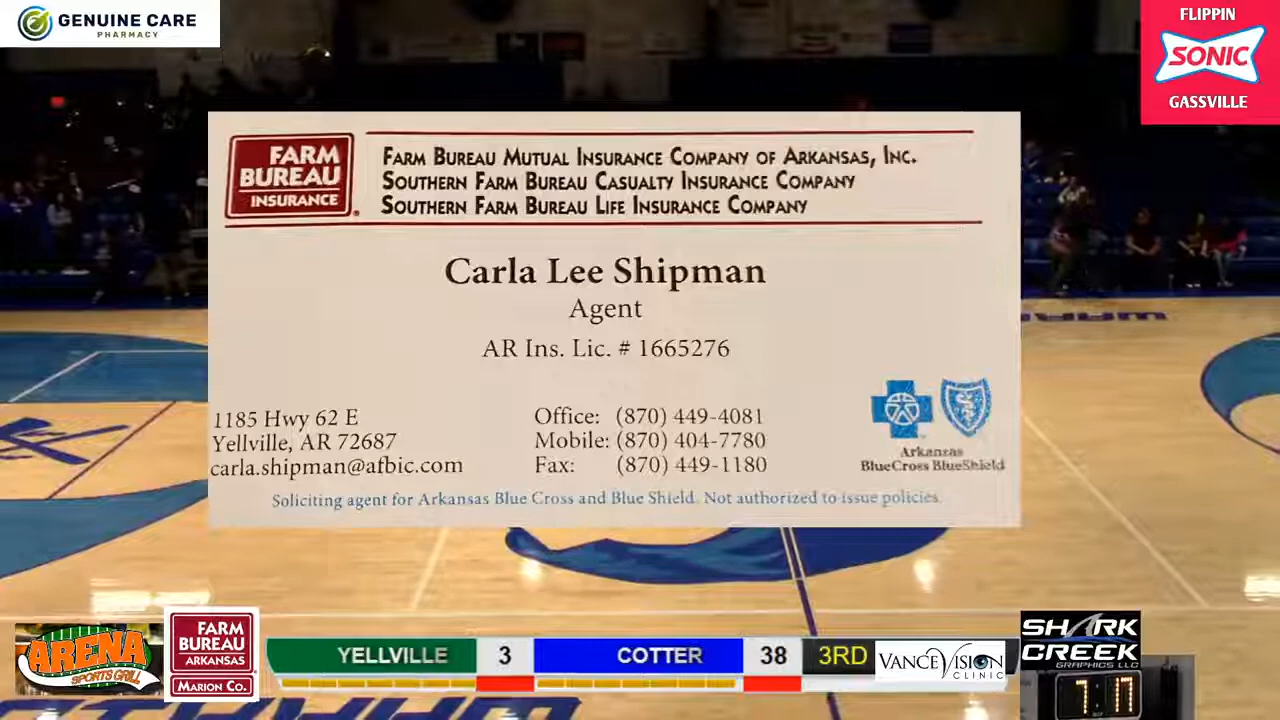 GENUINE CARE
PHARMACY
FLIPPIN
SONIC
GASSVILLE
FARM
BUREAU
INSURANCE
FARM BUREAU MUTUAL INSURANCE COMPANY OF ARKANSAS, INC.
SOUTHERN FARM BUREAU CASUALTY INSURANCE COMPANY
SOUTHERN FARM BUREAU LIFE INSURANCE COMPANY
Carla Lee Shipman
Agent
AR Ins. Lic. # 1665276
1185 Hwy 62 E
Yellville, AR 72687
carla.shipman@afbic.com
Office: (870) 449-4081
Mobile: (870) 404-7780
Fax: (870) 449-1180
Arkansas
BlueCross BlueShield
Soliciting agent for Arkansas Blue Cross and Blue Shield. Not authorized to issue policies.
ARENA
SPORTS GRILL
FARM
BUREAU
ARKANSAS
MARION CO.
YELLVILLE 3 COTTER 38 3RD
VANCE VISION
CLINIC
SHARK
CREEK
GRAPHICS LLC
7:17